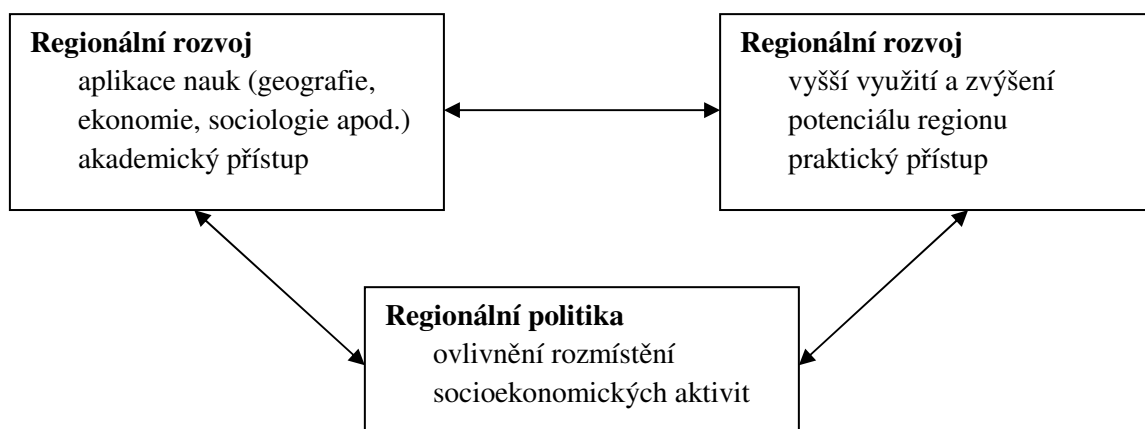 Regionální rozvoj
aplikace nauk (geografie,
ekonomie, sociologie apod.)
akademický přístup
Regionální rozvoj
vyšší využití a zvýšení
potenciálu regionu
praktický přístup
Regionální politika
ovlivnění rozmístění
socioekonomických aktivit